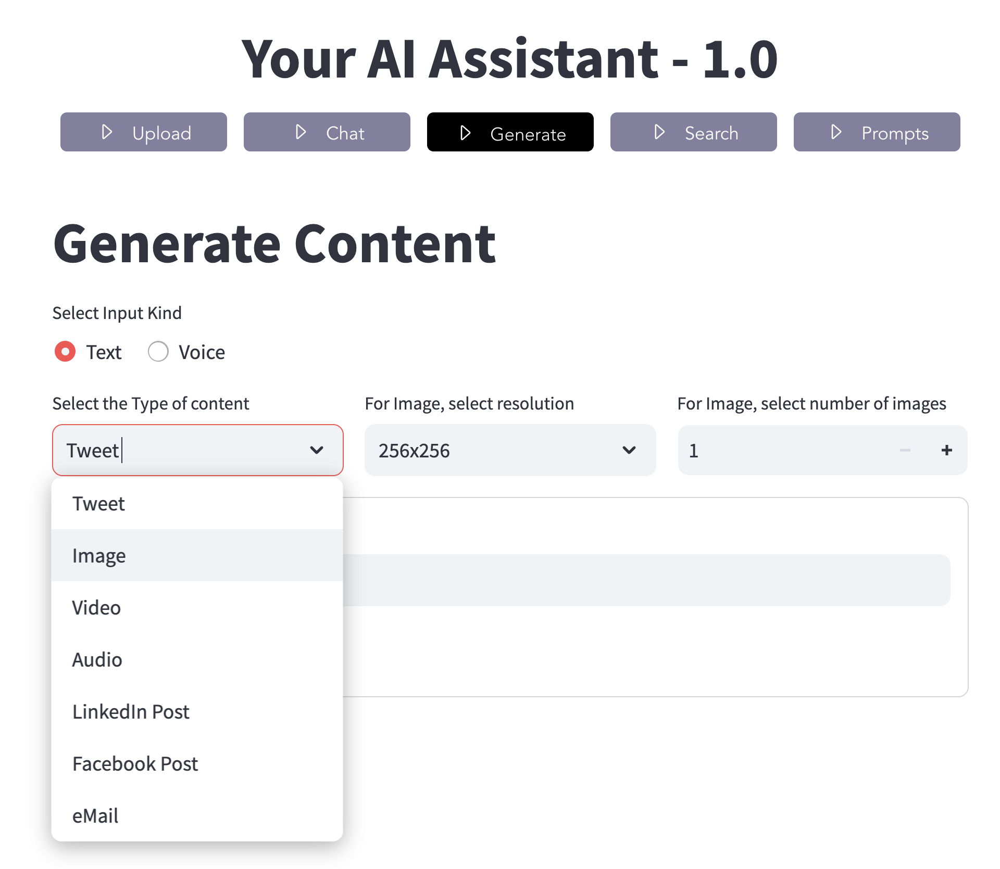 Your AI Assistant - 1.0
Upload Chat Generate Search Prompts
Generate Content
Select Input Kind
Text Voice
Select the Type of content For Image, select resolution For Image, select number of images
Tweet 256x256 1
Tweet
Image
Video
Audio
LinkedIn Post
Facebook Post
eMail